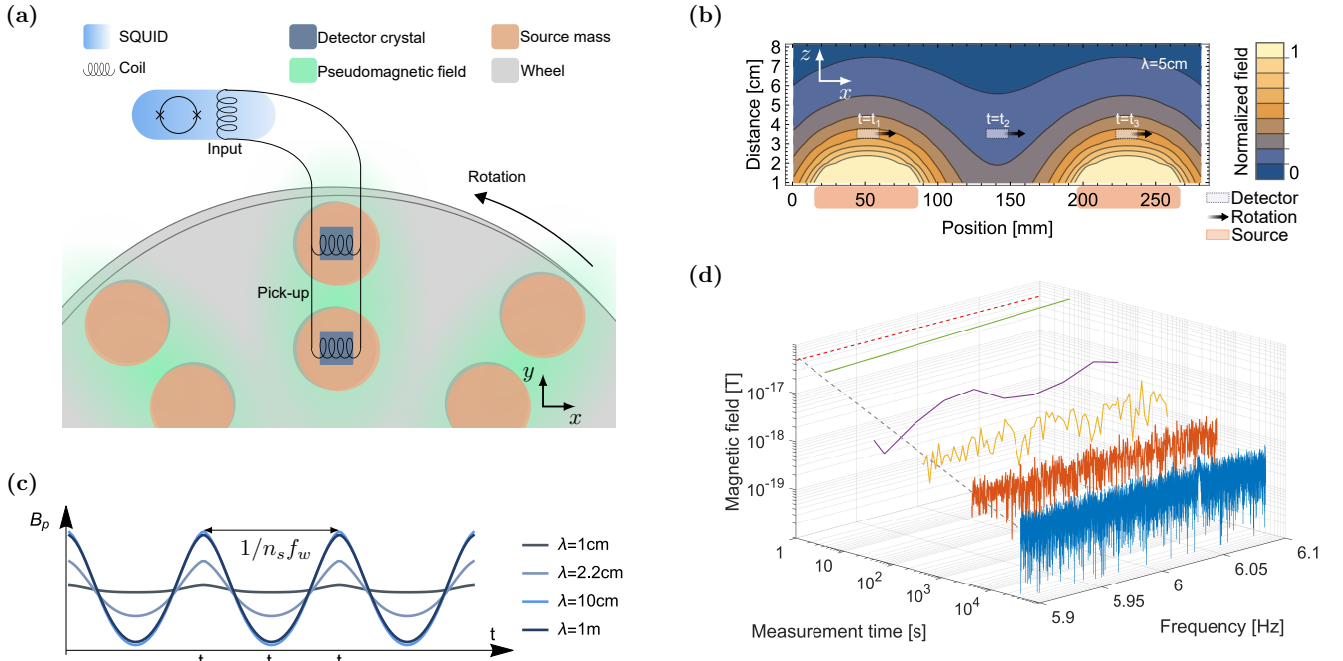 (a)
SQUID
Detector crystal
Source mass
Coil
Pseudomagnetic field
Wheel
Input
Rotation
Pick-up
y
x
(b)
8
7
6
5
4
3
2
1
Distance [cm]
z
x
λ=5cm
t=t1
t=t2
t=t3
0 50 100 150 200 250
Position [mm]
Normalized field
1
0
Detector
Rotation
Source
(c)
Bp
1/nsfw
t
λ=1cm
λ=2.2cm
λ=10cm
λ=1m
t t t
(d)
Magnetic field [T]
10-17
10-18
10-19
1
10
10²
10³
10⁴
Measurement time [s]
5.9
5.95
6
6.05
6.1
Frequency [Hz]